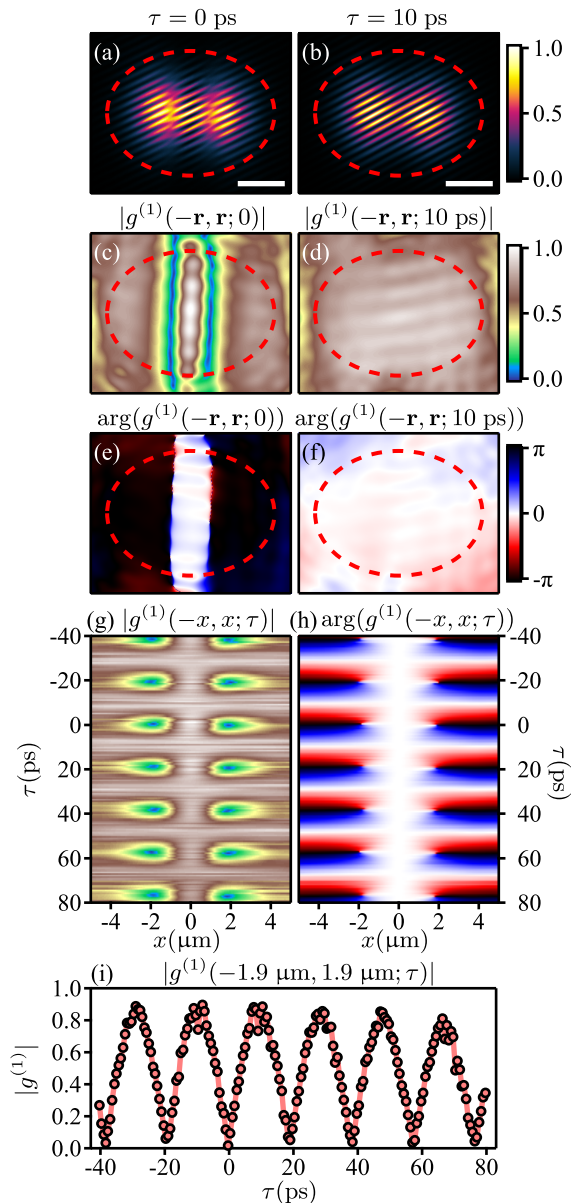 τ = 0 ps τ = 10 ps
(a) (b) 1.0
0.5
0.0
|g⁽¹⁾(−r, r; 0)| |g⁽¹⁾(−r, r; 10 ps)|
(c) (d) 1.0
0.5
0.0
arg(g⁽¹⁾(−r, r; 0)) arg(g⁽¹⁾(−r, r; 10 ps))
(e) (f) π
0
-π
(g) |g⁽¹⁾(−x, x; τ)| (h) arg(g⁽¹⁾(−x, x; τ))
-40 -40
-20 -20
0 0
20 20
40 40
60 60
80 80
τ(ps) τ(ps)
-4 -2 0 2 4 -4 -2 0 2 4
x(μm) x(μm)
(i) |g⁽¹⁾(−1.9 μm, 1.9 μm; τ)|
1.0
0.8
0.6
0.4
0.2
0.0
|g⁽¹⁾|
-40 -20 0 20 40 60 80
τ(ps)